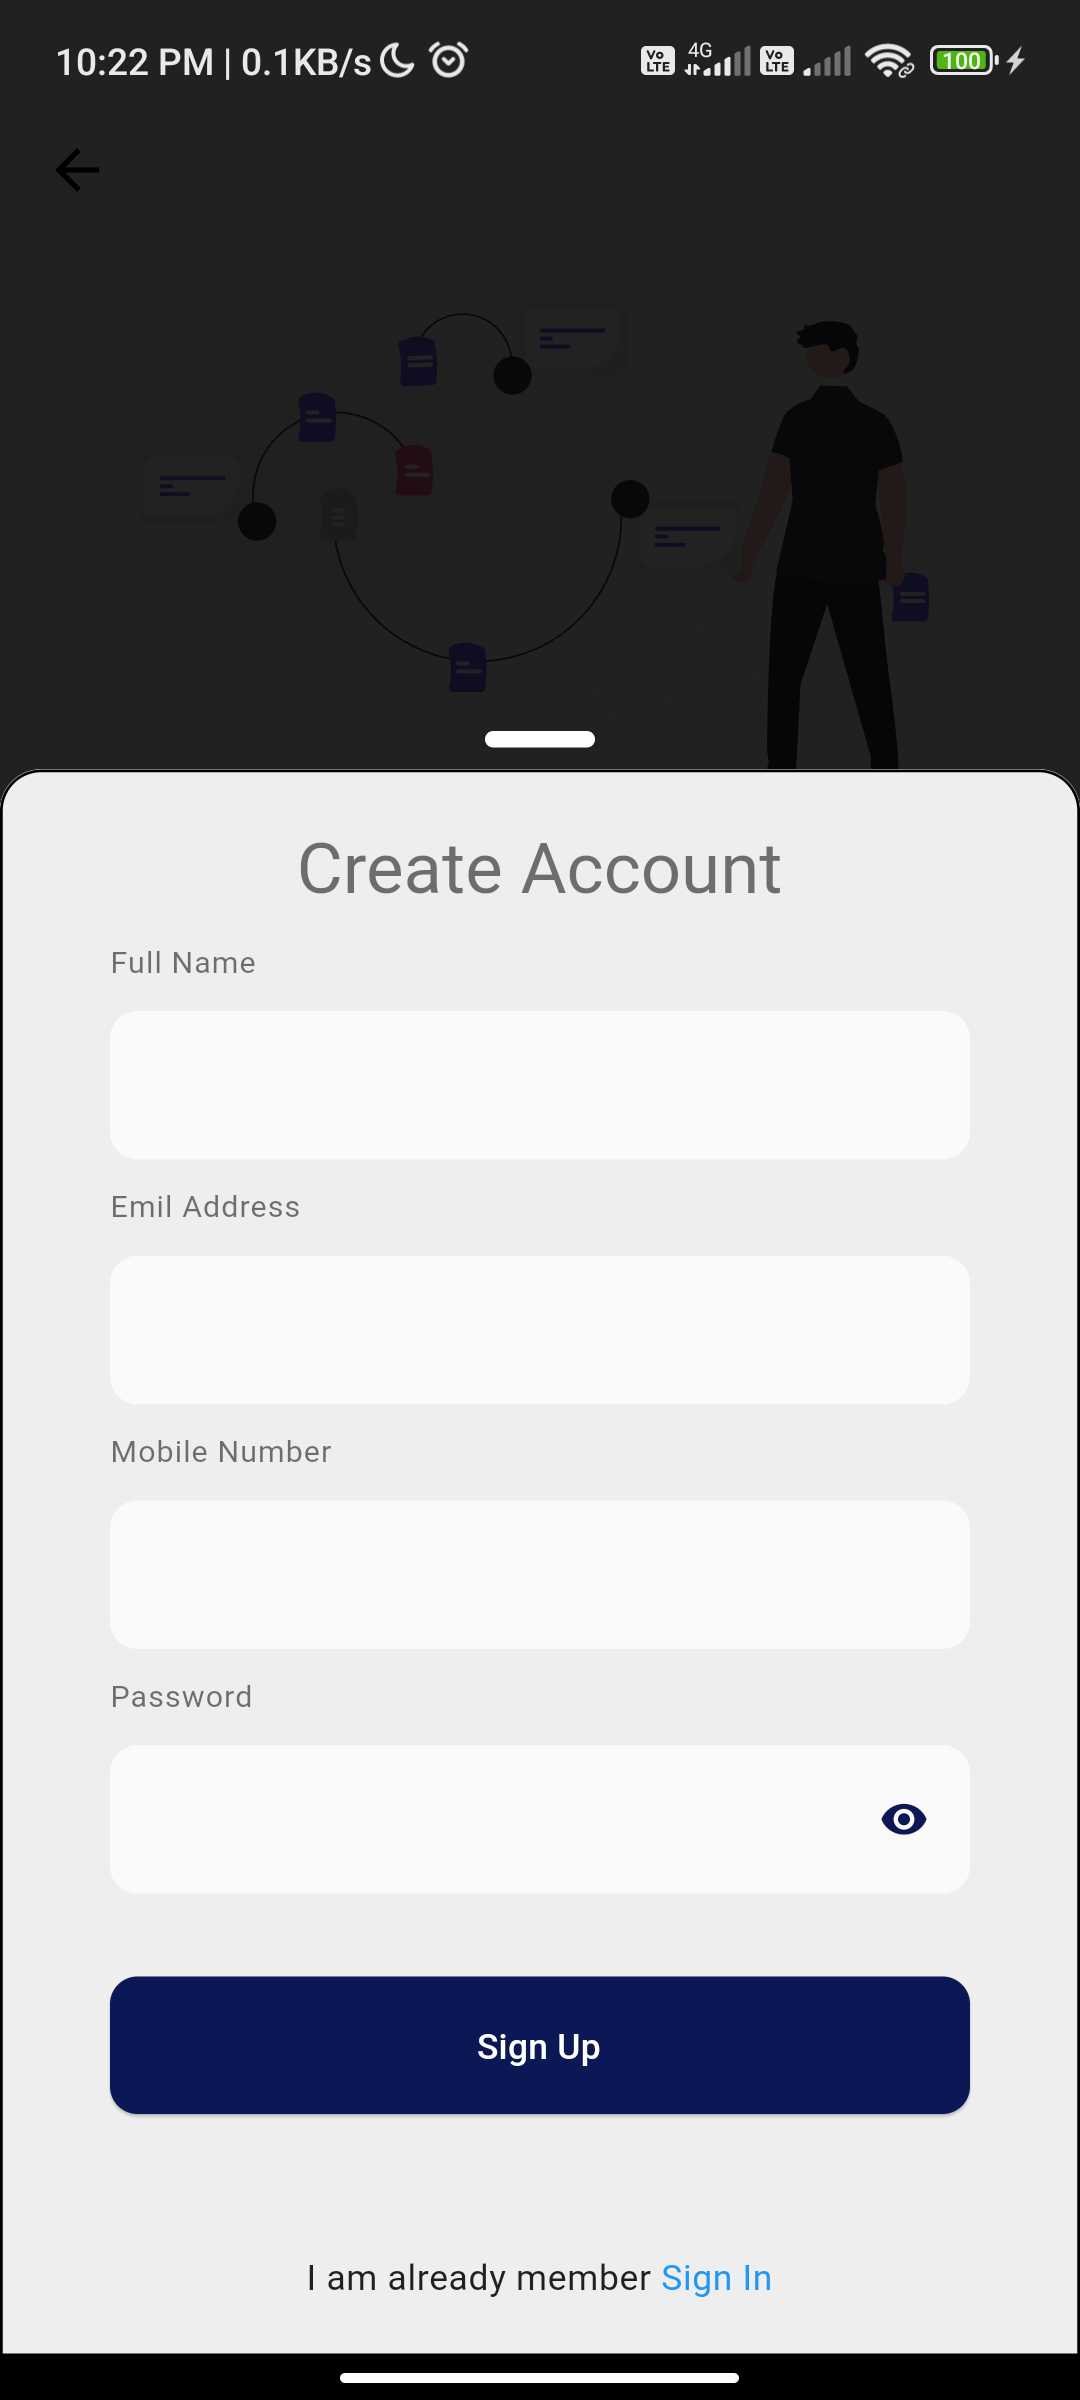 10:22 PM | 0.1KB/s
Vo LTE 4G Vo LTE 100
Create Account
Full Name
Emil Address
Mobile Number
Password
Sign Up
I am already member Sign In